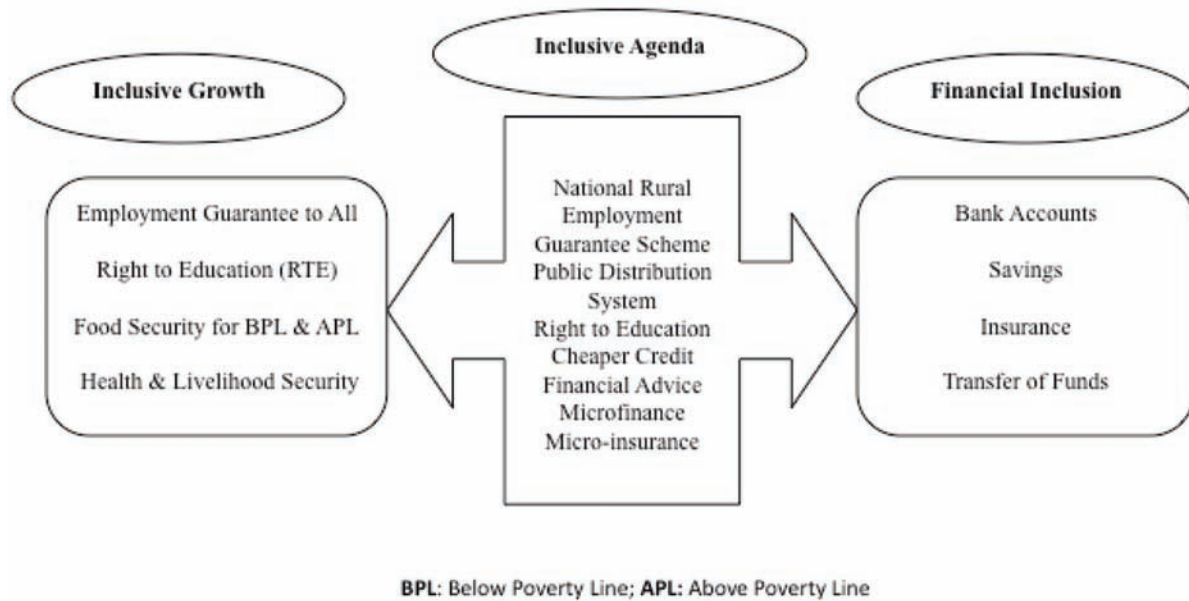 Inclusive Growth
Employment Guarantee to All
Right to Education (RTE)
Food Security for BPL & APL
Health & Livelihood Security
Inclusive Agenda
National Rural
Employment
Guarantee Scheme
Public Distribution
System
Right to Education
Cheaper Credit
Financial Advice
Microfinance
Micro-insurance
Financial Inclusion
Bank Accounts
Savings
Insurance
Transfer of Funds
BPL: Below Poverty Line; APL: Above Poverty Line